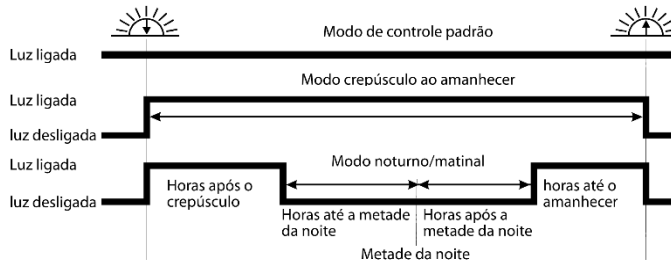 Modo de controle padrão
Luz ligada
Modo crepúsculo ao amanhecer
Luz ligada
luz desligada
Luz ligada
Modo noturno/matinal
luz desligada
Horas após o
crepúsculo
Horas até a metade
da noite
Horas após a
metade da noite
horas até o
amanhecer
Metade da noite